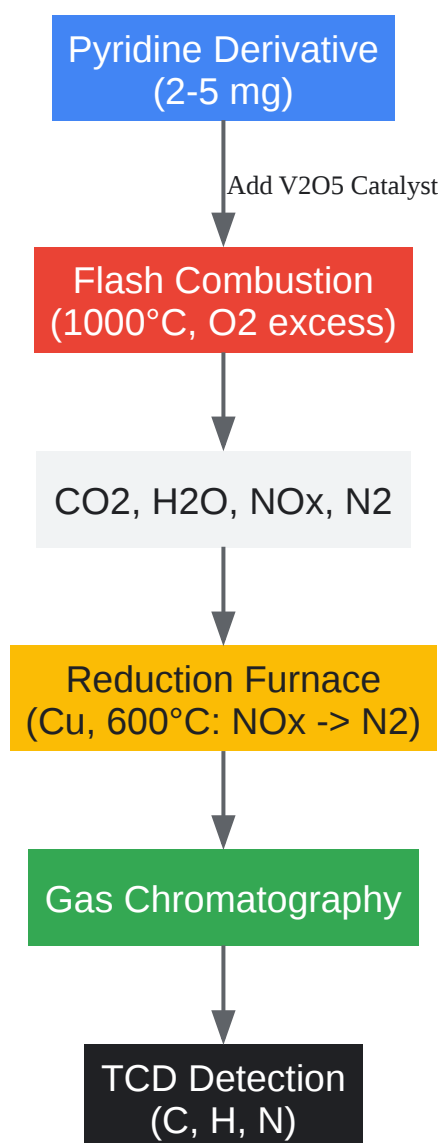 Pyridine Derivative
(2-5 mg)
Add V2O5 Catalyst
Flash Combustion
(1000°C, O2 excess)
CO2, H2O, NOx, N2
Reduction Furnace
(Cu, 600°C: NOx -> N2)
Gas Chromatography
TCD Detection
(C, H, N)